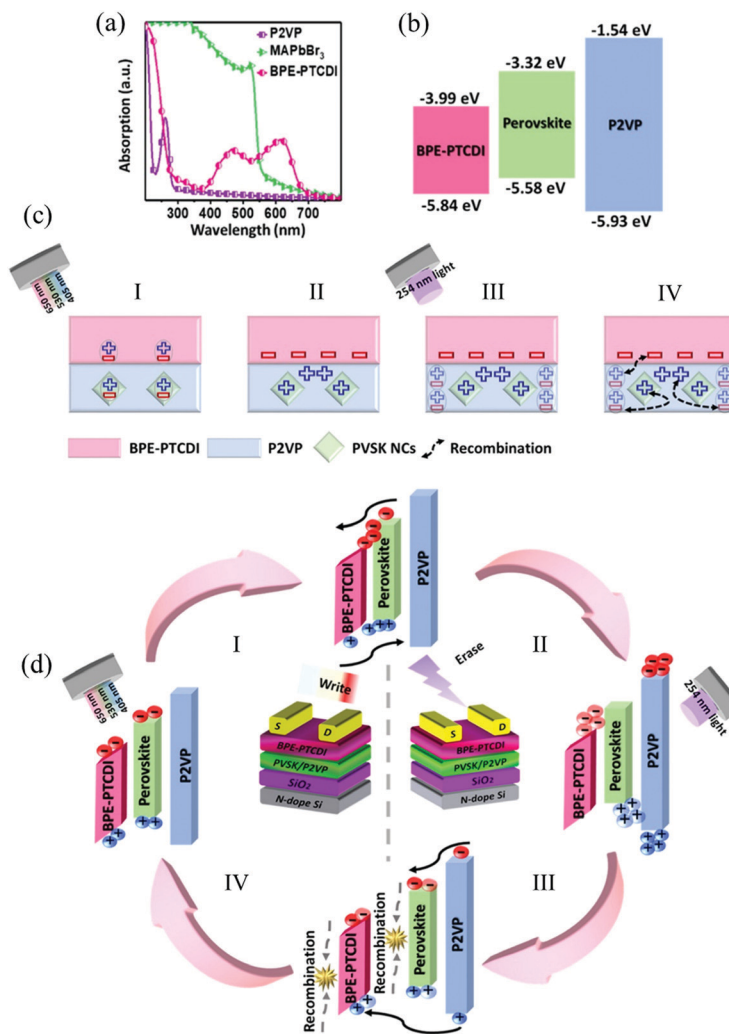 (a)
P2VP
MAPbBr₃
BPE-PTCDI
Absorption (a.u.)
300 400 500 600 700
Wavelength (nm)
(b)
-1.54 eV
-3.32 eV
-3.99 eV
BPE-PTCDI
Perovskite
P2VP
-5.84 eV
-5.58 eV
-5.93 eV
(c)
650 nm
530 nm
405 nm
254 nm light
I
II
III
IV
BPE-PTCDI
P2VP
PVSK NCs
Recombination
(d)
BPE-PTCDI
Perovskite
P2VP
I
II
650 nm
530 nm
405 nm
Write
Erase
254 nm light
BPE-PTCDI
Perovskite
P2VP
S
D
BPE-PTCDI
PVSK/P2VP
SiO₂
N-dope Si
S
D
BPE-PTCDI
PVSK/P2VP
SiO₂
N-dope Si
BPE-PTCDI
Perovskite
P2VP
IV
III
Recombination
BPE-PTCDI
Recombination
Perovskite
P2VP